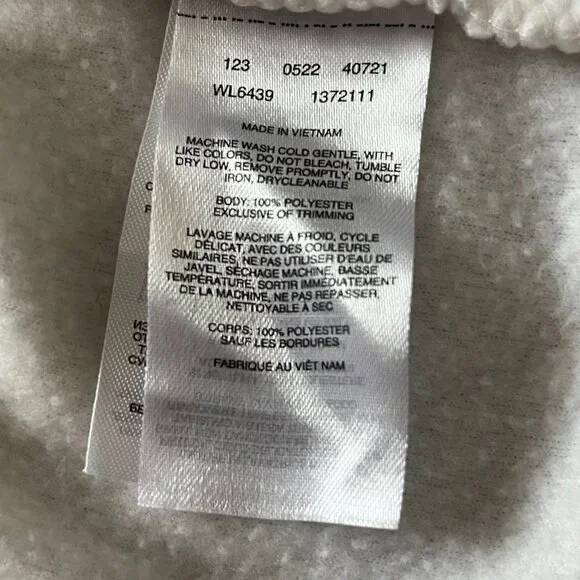 123 0522 40721
WL6439 1372111
MADE IN VIETNAM
MACHINE WASH COLD GENTLE, WITH
LIKE COLORS, DO NOT BLEACH, TUMBLE
DRY LOW, REMOVE PROMPTLY, DO NOT
IRON, DRYCLEANABLE
BODY: 100% POLYESTER
EXCLUSIVE OF TRIMMING
LAVAGE MACHINE À FROID, CYCLE
DÉLICAT, AVEC DES COULEURS
SIMILAIRES, NE PAS UTILISER D'EAU DE
JAVEL, SÉCHAGE MACHINE, BASSE
TEMPÉRATURE, SORTIR IMMÉDIATEMENT
DE LA MACHINE, NE PAS REPASSER,
NETTOYABLE À SEC
CORPS: 100% POLYESTER
SAUF LES BORDURES
FABRIQUÉ AU VIÊT NAM